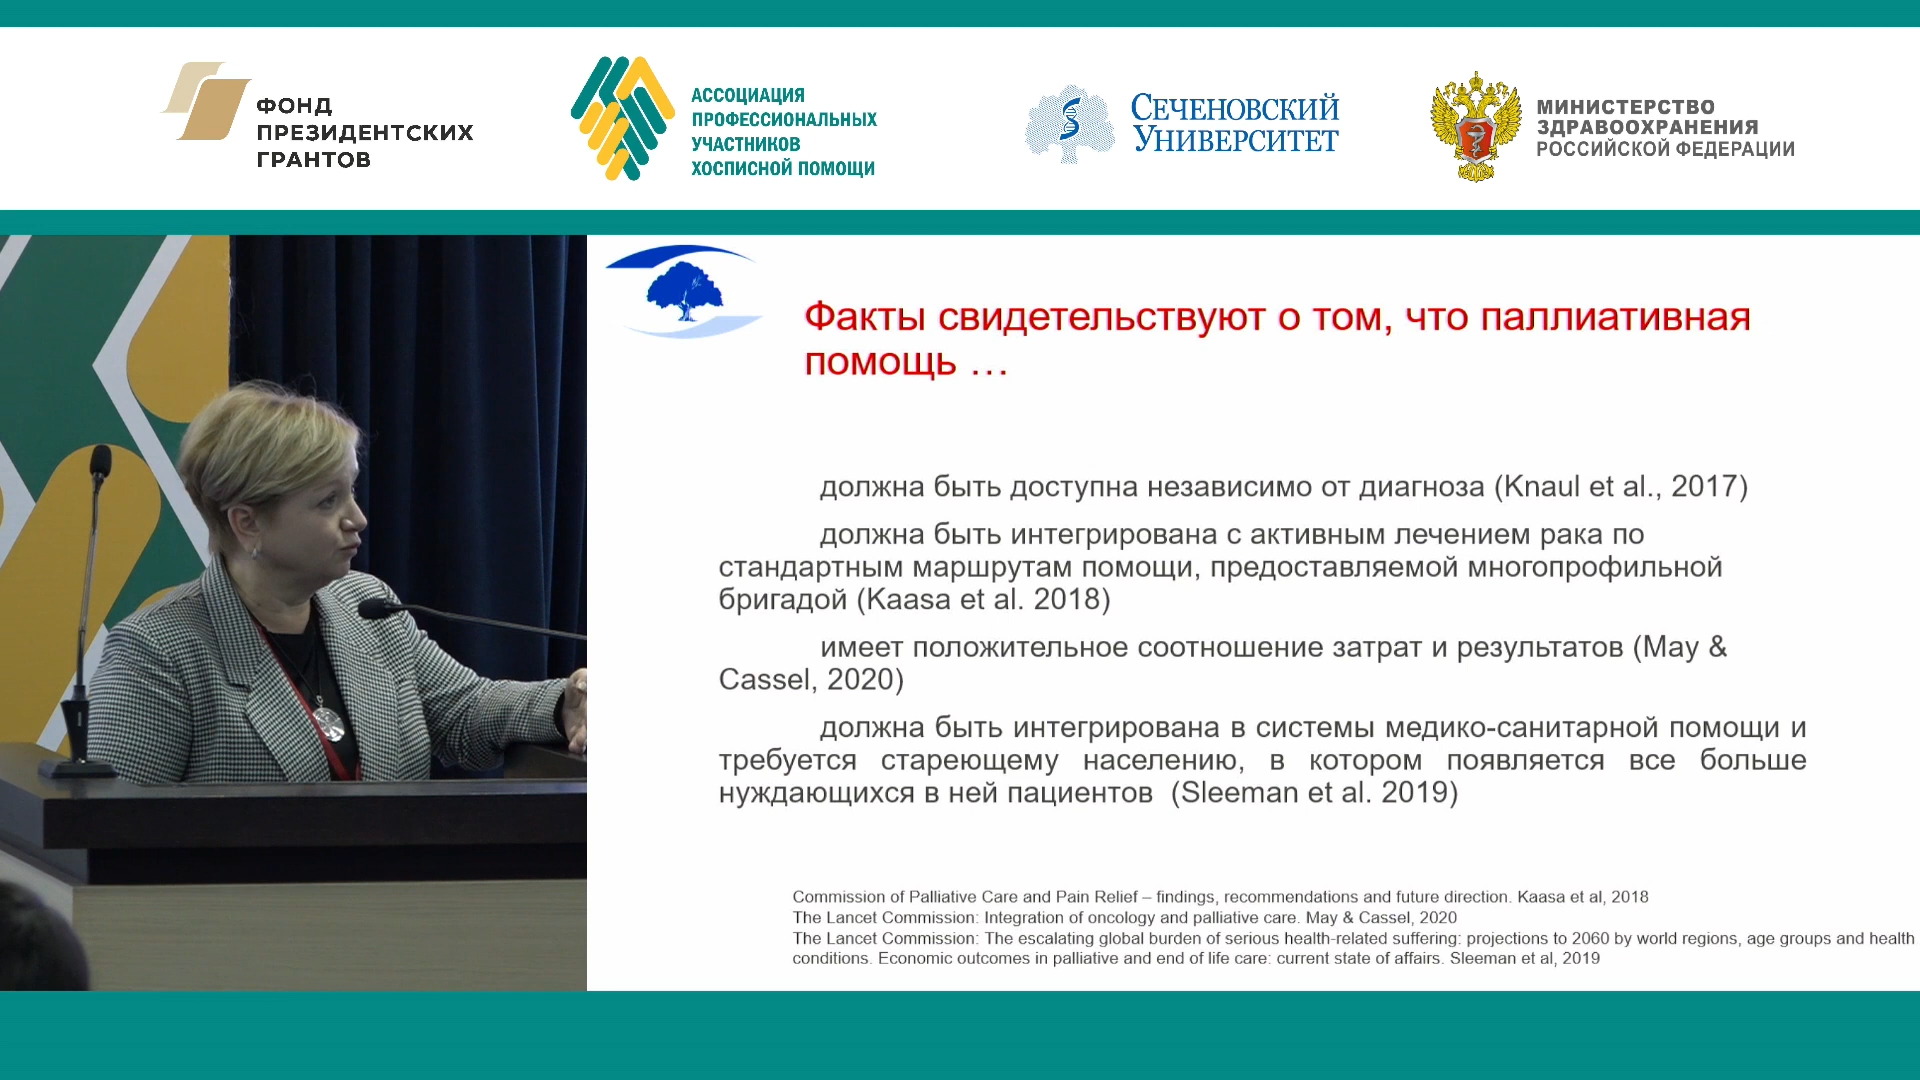 ФОНД
ПРЕЗИДЕНТСКИХ
ГРАНТОВ
АССОЦИАЦИЯ
ПРОФЕССИОНАЛЬНЫХ
УЧАСТНИКОВ
ХОСПИСНОЙ ПОМОЩИ
СЕЧЕНОВСКИЙ
УНИВЕРСИТЕТ
МИНИСТЕРСТВО
ЗДРАВООХРАНЕНИЯ
РОССИЙСКОЙ ФЕДЕРАЦИИ
Факты свидетельствуют о том, что паллиативная
помощь …
должна быть доступна независимо от диагноза (Knaul et al., 2017)
должна быть интегрирована с активным лечением рака по
стандартным маршрутам помощи, предоставляемой многопрофильной
бригадой (Kaasa et al. 2018)
имеет положительное соотношение затрат и результатов (May &
Cassel, 2020)
должна быть интегрирована в системы медико-санитарной помощи и
требуется стареющему населению, в котором появляется все больше
нуждающихся в ней пациентов (Sleeman et al. 2019)
Commission of Palliative Care and Pain Relief – findings, recommendations and future direction. Kaasa et al, 2018
The Lancet Commission: Integration of oncology and palliative care. May & Cassel, 2020
The Lancet Commission: The escalating global burden of serious health-related suffering: projections to 2060 by world regions, age groups and health
conditions. Economic outcomes in palliative and end of life care: current state of affairs. Sleeman et al, 2019